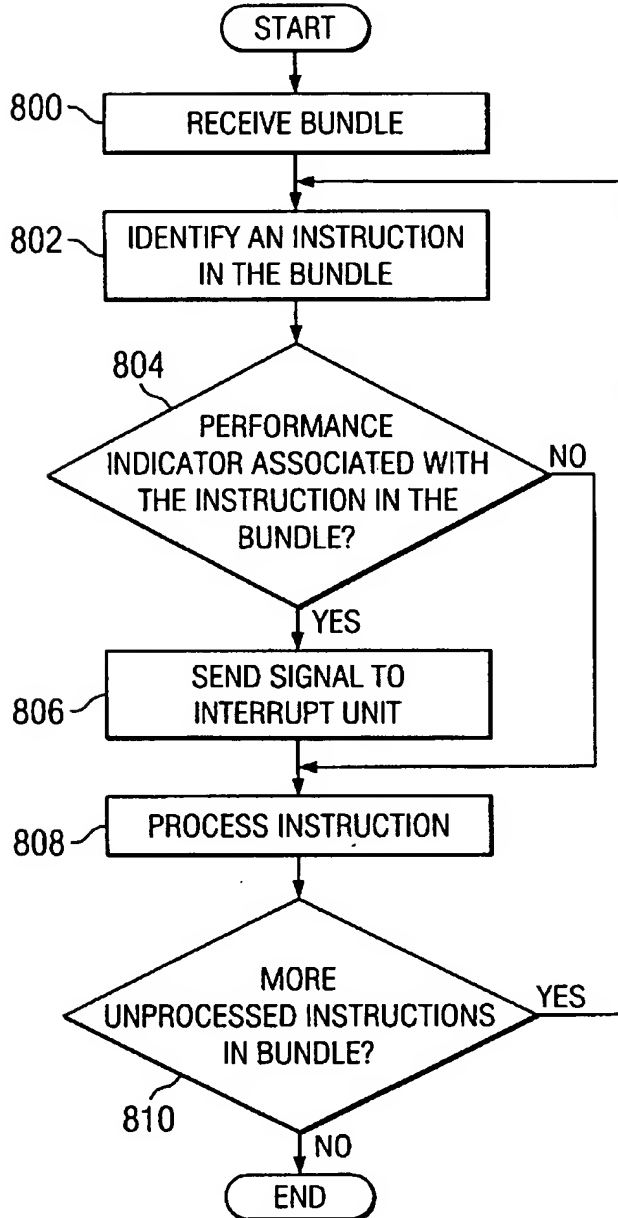 START
800
RECEIVE BUNDLE
802
IDENTIFY AN INSTRUCTION
IN THE BUNDLE
804
PERFORMANCE
INDICATOR ASSOCIATED WITH
THE INSTRUCTION IN THE
BUNDLE?
NO
YES
806
SEND SIGNAL TO
INTERRUPT UNIT
808
PROCESS INSTRUCTION
MORE
UNPROCESSED INSTRUCTIONS
IN BUNDLE?
YES
810
NO
END